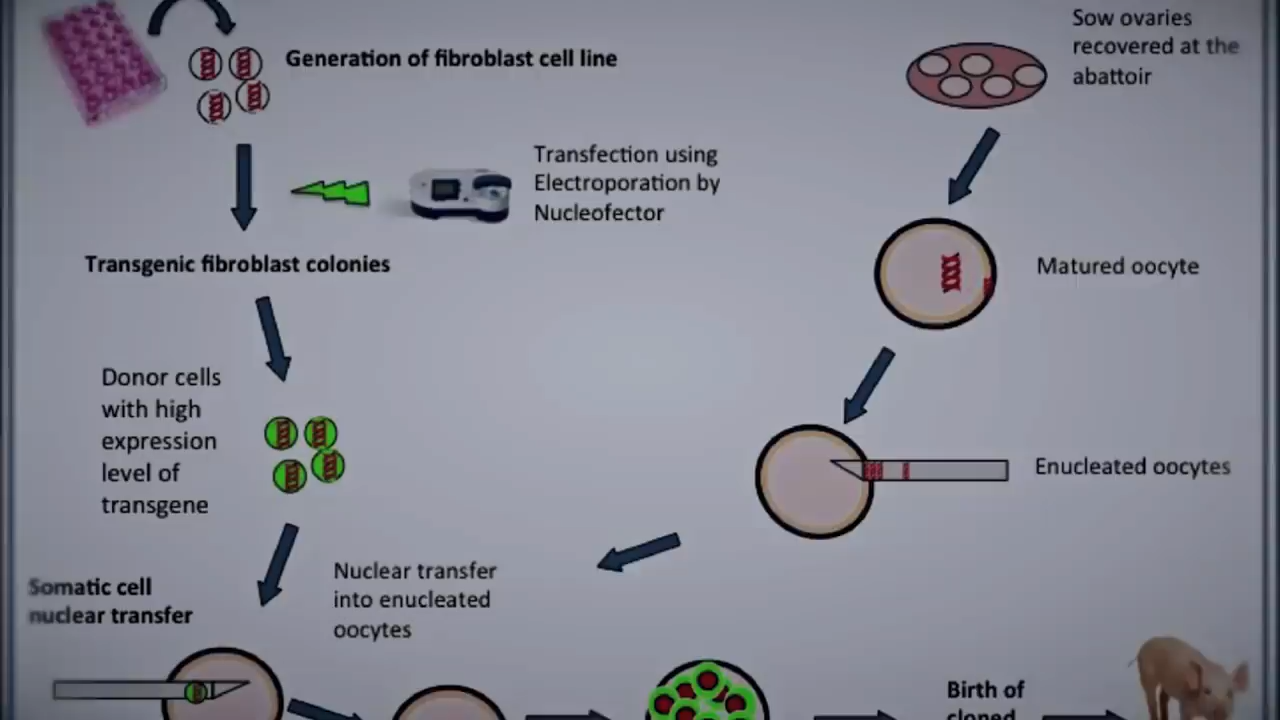 Generation of fibroblast cell line
Sow ovaries
recovered at the
abattoir
Transfection using
Electroporation by
Nucleofector
Transgenic fibroblast colonies
Matured oocyte
Donor cells
with high
expression
level of
transgene
Enucleated oocytes
Somatic cell
nuclear transfer
Nuclear transfer
into enucleated
oocytes
Birth of
cloned